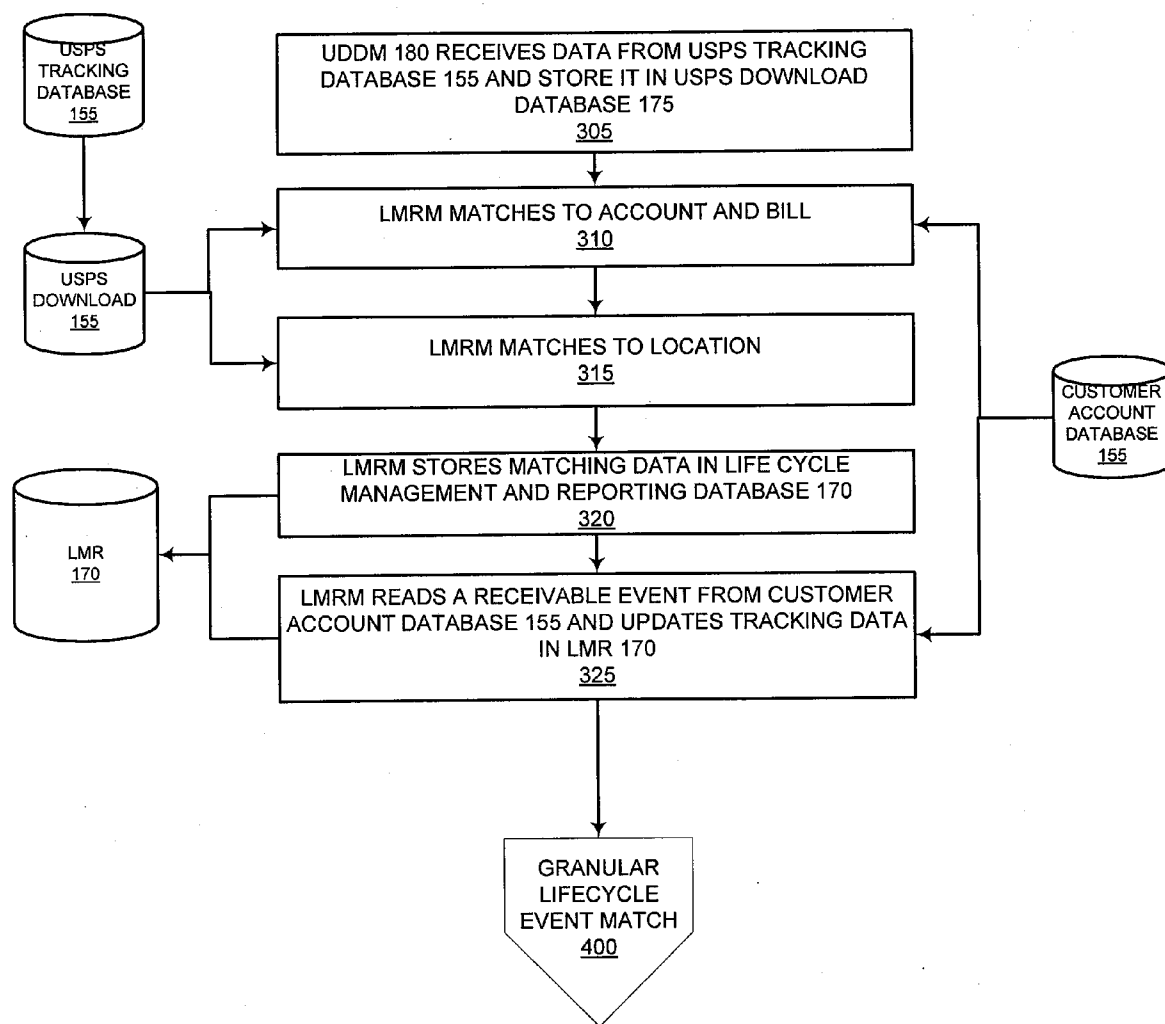 USPS
TRACKING
DATABASE
155
UDDM 180 RECEIVES DATA FROM USPS TRACKING
DATABASE 155 AND STORE IT IN USPS DOWNLOAD
DATABASE 175
305
LMRM MATCHES TO ACCOUNT AND BILL
310
USPS
DOWNLOAD
155
LMRM MATCHES TO LOCATION
315
CUSTOMER
ACCOUNT
DATABASE
155
LMRM STORES MATCHING DATA IN LIFE CYCLE
MANAGEMENT AND REPORTING DATABASE 170
320
LMR
170
LMRM READS A RECEIVABLE EVENT FROM CUSTOMER
ACCOUNT DATABASE 155 AND UPDATES TRACKING DATA
IN LMR 170
325
GRANULAR
LIFECYCLE
EVENT MATCH
400